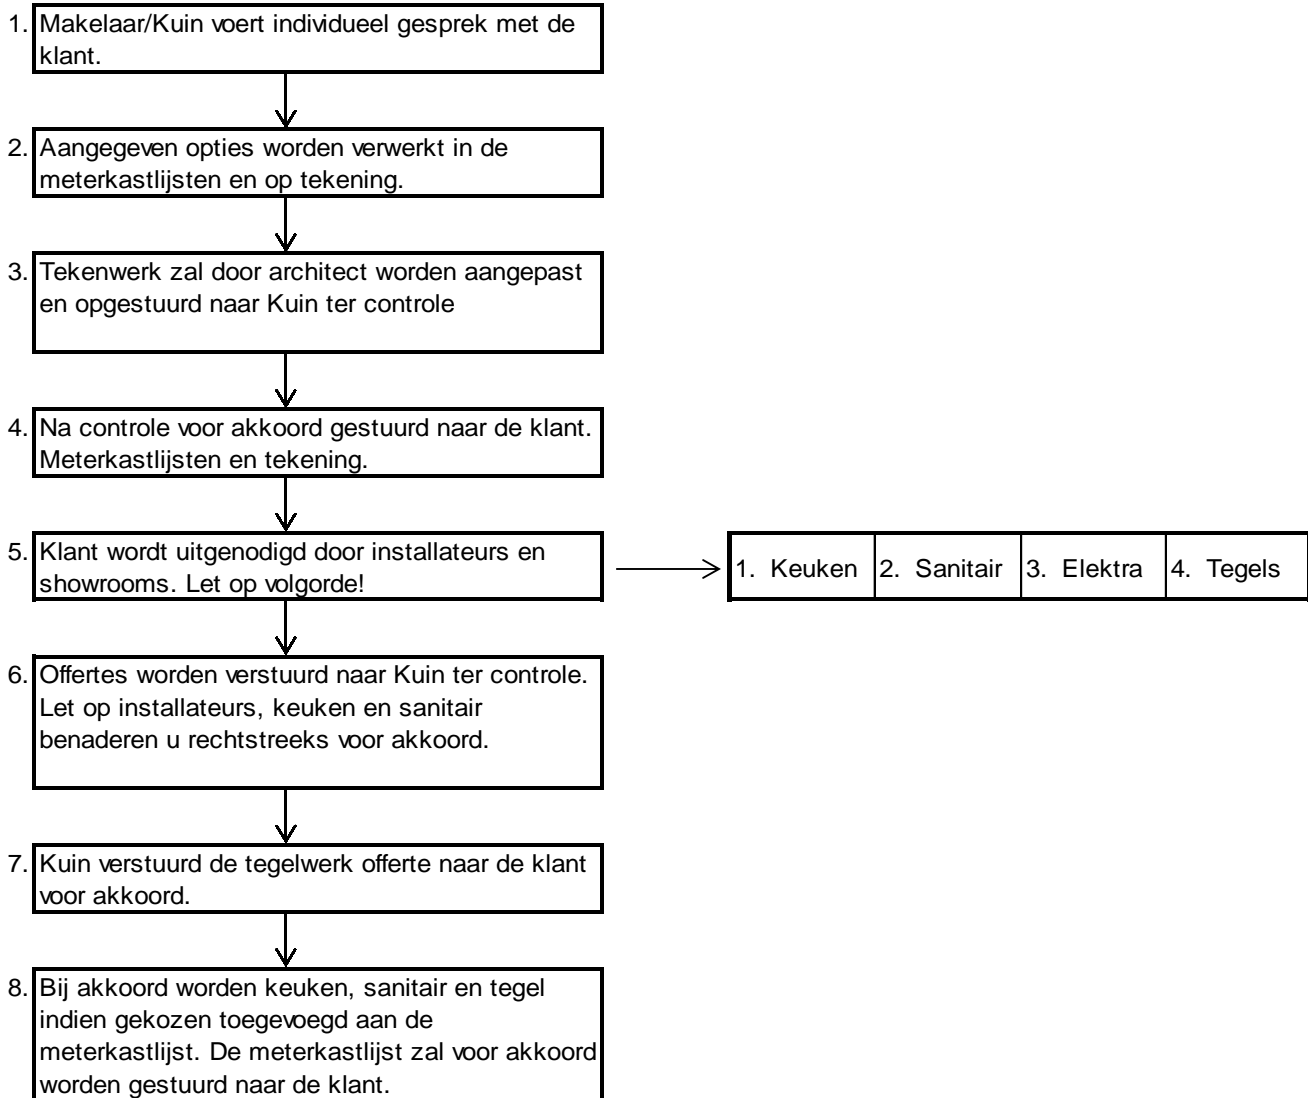 1. Makelaar/Kuin voert individueel gesprek met de
klant.
2. Aangegeven opties worden verwerkt in de
meterkastlijsten en op tekening.
3. Tekenwerk zal door architect worden aangepast
en opgestuurd naar Kuin ter controle
4. Na controle voor akkoord gestuurd naar de klant.
Meterkastlijsten en tekening.
5. Klant wordt uitgenodigd door installateurs en
showrooms. Let op volgorde!
1. Keuken 2. Sanitair 3. Elektra 4. Tegels
6. Offertes worden verstuurd naar Kuin ter controle.
Let op installateurs, keuken en sanitair
benaderen u rechtstreeks voor akkoord.
7. Kuin verstuurd de tegelwerk offerte naar de klant
voor akkoord.
8. Bij akkoord worden keuken, sanitair en tegel
indien gekozen toegevoegd aan de
meterkastlijst. De meterkastlijst zal voor akkoord
worden gestuurd naar de klant.